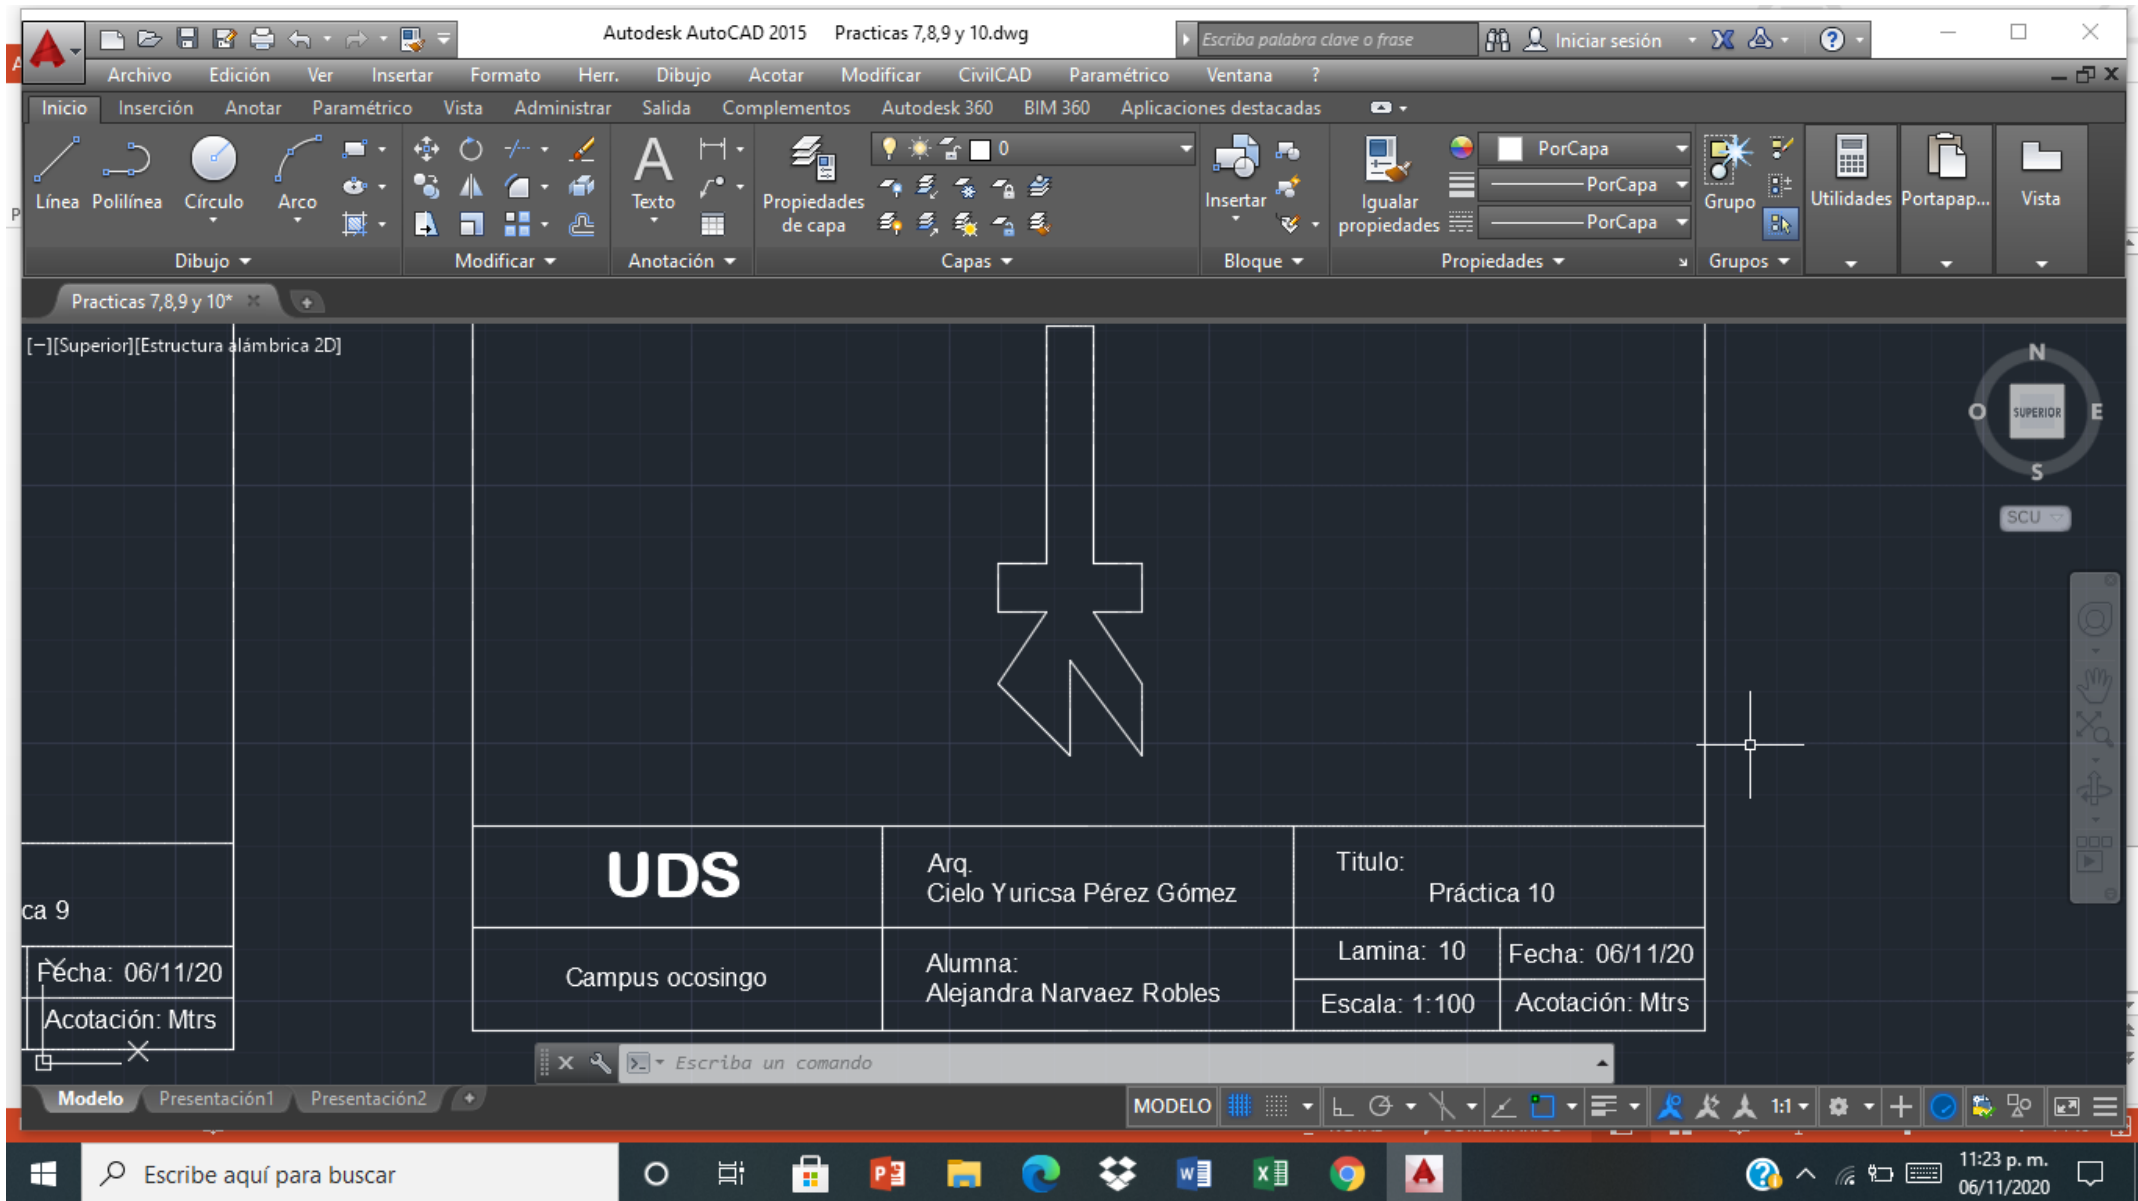 Autodesk AutoCAD 2015 Practicas 7,8,9 y 10.dwg
Escriba palabra clave o frase
Iniciar sesión
Archivo Edición Ver Insertar Formato Herr. Dibujo Acotar Modificar CivilCAD Paramétrico Ventana ?
Inicio Inserción Anotar Paramétrico Vista Administrar Salida Complementos Autodesk 360 BIM 360 Aplicaciones destacadas
0
PorCapa
PorCapa
PorCapa
Línea Polilínea Círculo Arco
Texto
Propiedades de capa
Insertar
Igualar propiedades
Grupo
Utilidades
Portapap...
Vista
Dibujo Modificar Anotación Capas Bloque Propiedades Grupos
Practicas 7,8,9 y 10*
[−][Superior][Estructura alámbrica 2D]
N
O SUPERIOR E
S
SCU
ca 9
Fecha: 06/11/20
Acotación: Mtrs
UDS
Campus ocosingo
Arq.
Cielo Yuricsa Pérez Gómez
Alumna:
Alejandra Narvaez Robles
Titulo:
Práctica 10
Lamina: 10
Fecha: 06/11/20
Escala: 1:100
Acotación: Mtrs
Escriba un comando
Modelo Presentación1 Presentación2
MODELO
1:1
Escribe aquí para buscar
11:23 p. m.
06/11/2020